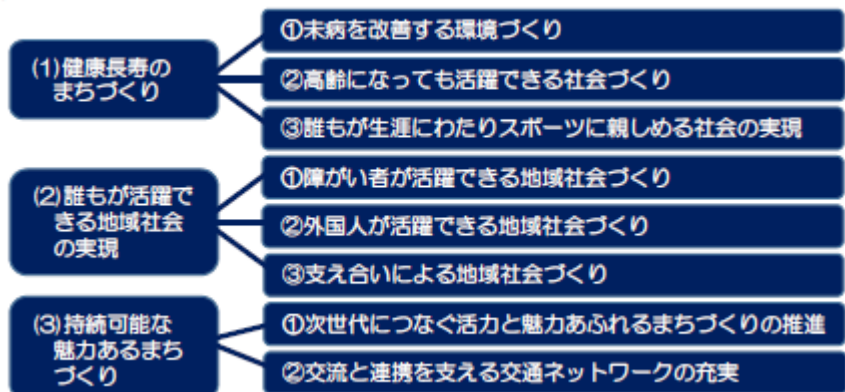 (1)健康長寿の
まちづくり
①未病を改善する環境づくり
②高齢になっても活躍できる社会づくり
③誰もが生涯にわたりスポーツに親しめる社会の実現
(2)誰もが活躍で
きる地域社会
の実現
①障がい者が活躍できる地域社会づくり
②外国人が活躍できる地域社会づくり
③支え合いによる地域社会づくり
(3)持続可能な
魅力あるまち
づくり
①次世代につなぐ活力と魅力あふれるまちづくりの推進
②交流と連携を支える交通ネットワークの充実